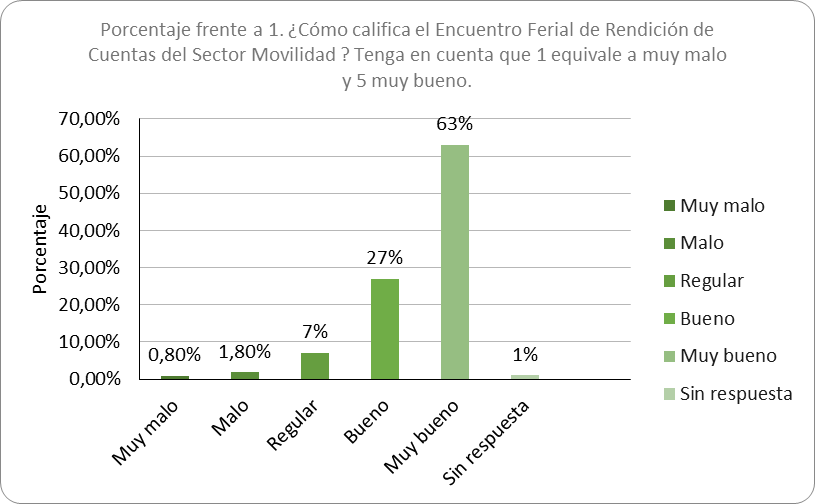 Porcentaje frente a 1. ¿Cómo califica el Encuentro Ferial de Rendición de
Cuentas del Sector Movilidad ? Tenga en cuenta que 1 equivale a muy malo
y 5 muy bueno.
Porcentaje
70,00%
60,00%
50,00%
40,00%
30,00%
20,00%
10,00%
0,00%
0,80%
1,80%
7%
27%
63%
1%
Muy malo
Malo
Regular
Bueno
Muy bueno
Sin respuesta
Muy malo
Malo
Regular
Bueno
Muy bueno
Sin respuesta